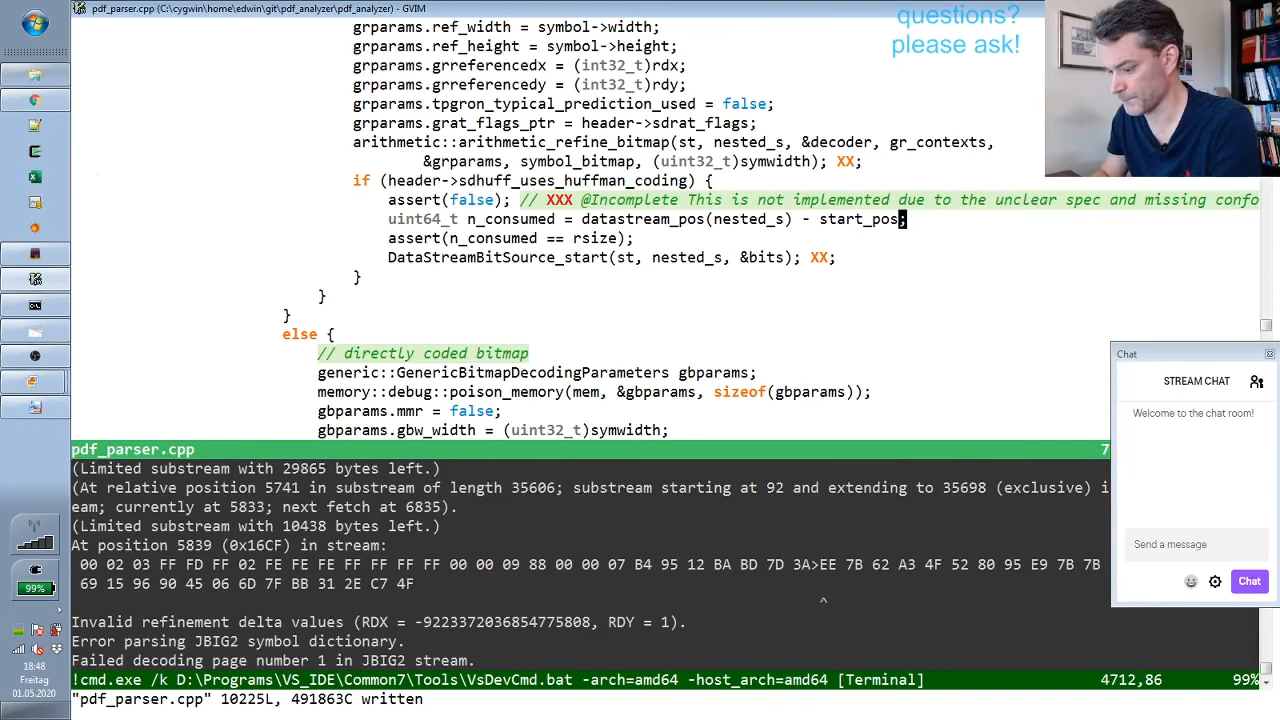 pdf_parser.cpp (C:\cygwin\home\edwin\git\pdf_analyzer\pdf_analyzer) - GVIM
questions?
please ask!
grparams.ref_width = symbol->width;
grparams.ref_height = symbol->height;
grparams.grreferencedx = (int32_t)rdx;
grparams.grreferencedy = (int32_t)rdy;
grparams.tpgron_typical_prediction_used = false;
grparams.grat_flags_ptr = header->sdrat_flags;
arithmetic::arithmetic_refine_bitmap(st, nested_s, &decoder, gr_contexts,
&grparams, symbol_bitmap, (uint32_t)symwidth); XX;
if (header->sdhuff_uses_huffman_coding) {
assert(false); // XXX @Incomplete This is not implemented due to the unclear spec and missing confo
uint64_t n_consumed = datastream_pos(nested_s) - start_pos;
assert(n_consumed == rsize);
DataStreamBitSource_start(st, nested_s, &bits); XX;
}
}
}
else {
// directly coded bitmap
generic::GenericBitmapDecodingParameters gbparams;
memory::debug::poison_memory(mem, &gbparams, sizeof(gbparams));
gbparams.mmr = false;
gbparams.gbw_width = (uint32_t)symwidth;
pdf_parser.cpp 7
(Limited substream with 29865 bytes left.)
(At relative position 5741 in substream of length 35606; substream starting at 92 and extending to 35698 (exclusive) i
eam; currently at 5833; next fetch at 6835).
(Limited substream with 10438 bytes left.)
At position 5839 (0x16CF) in stream:
00 02 03 FF FD FF 02 FE FE FE FF FF FF FF 00 00 09 88 00 00 07 B4 95 12 BA BD 7D 3A>EE 7B 62 A3 4F 52 80 95 E9 7B 7B
69 15 96 90 45 06 6D 7F BB 31 2E C7 4F
^
Invalid refinement delta values (RDX = -9223372036854775808, RDY = 1).
Error parsing JBIG2 symbol dictionary.
Failed decoding page number 1 in JBIG2 stream.
!cmd.exe /k D:\Programs\VS_IDE\Common7\Tools\VsDevCmd.bat -arch=amd64 -host_arch=amd64 [Terminal] 4712,86 99%
"pdf_parser.cpp" 10225L, 491863C written
Chat
STREAM CHAT
Welcome to the chat room!
Send a message
Chat
99%
18:48
Freitag
01.05.2020